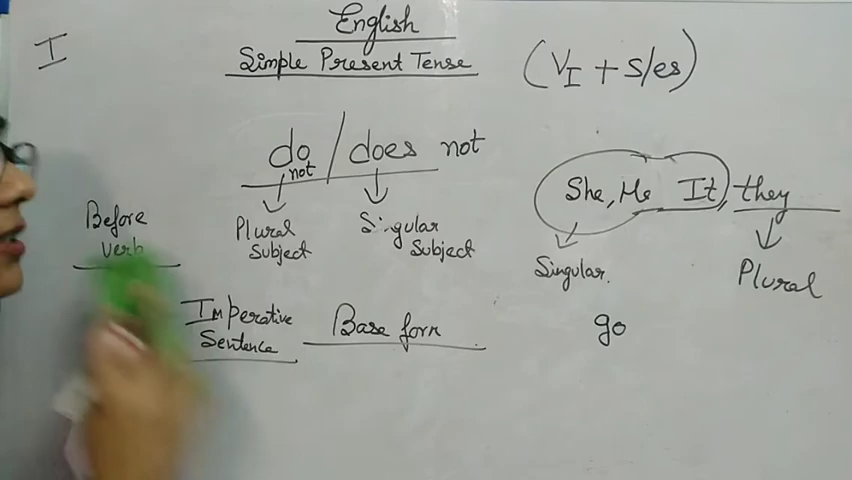 English
I
Simple Present Tense
(V_I + s/es)
do not / does not
She, He It, they
Before
verb
Plural
Subject
Singular
Subject
Singular.
Plural
Imperative
Sentence
Base form
go